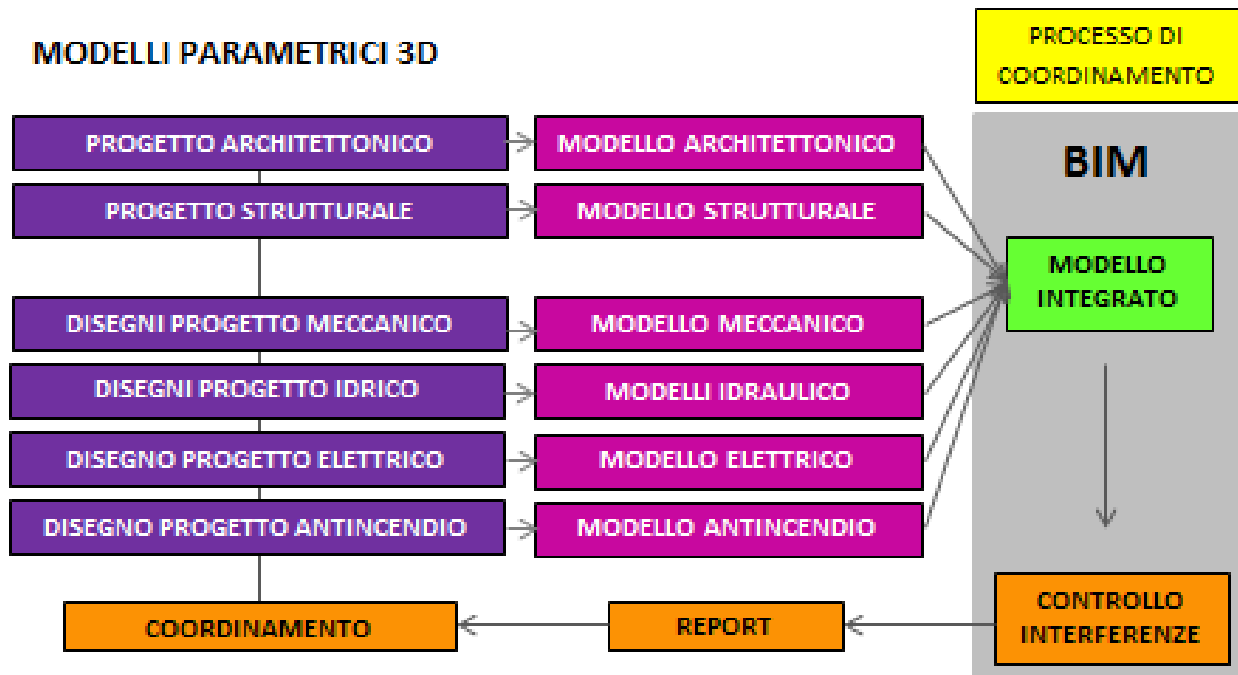 MODELLI PARAMETRICI 3D
PROCESSO DI
COORDINAMENTO
PROGETTO ARCHITETTONICO
MODELLO ARCHITETTONICO
BIM
PROGETTO STRUTTURALE
MODELLO STRUTTURALE
MODELLO
INTEGRATO
DISEGNI PROGETTO MECCANICO
MODELLO MECCANICO
DISEGNI PROGETTO IDRICO
MODELLI IDRAULICO
DISEGNO PROGETTO ELETTRICO
MODELLO ELETTRICO
DISEGNO PROGETTO ANTINCENDIO
MODELLO ANTINCENDIO
COORDINAMENTO
REPORT
CONTROLLO
INTERFERENZE